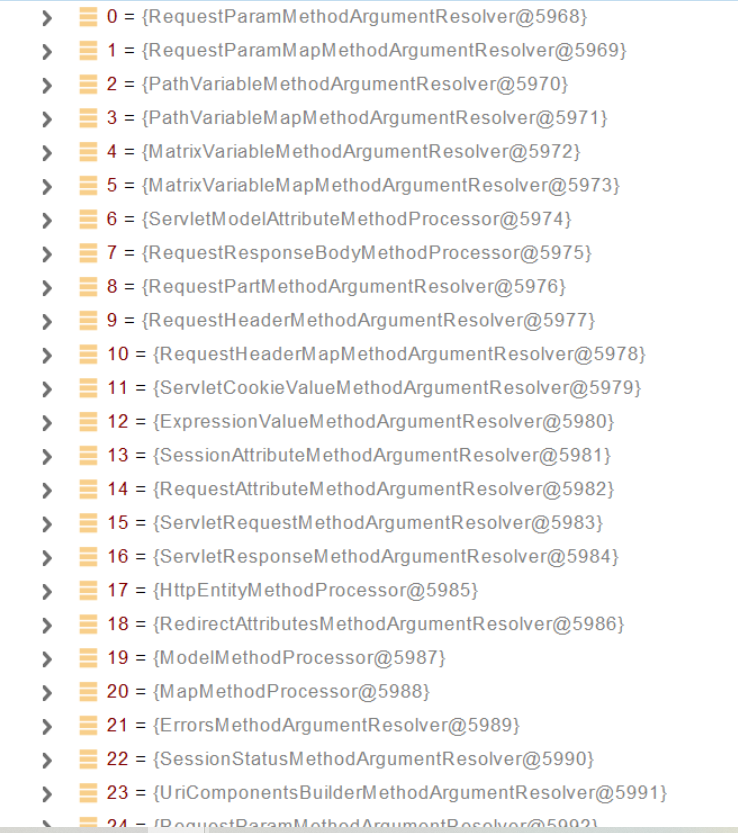 0 = {RequestParamMethodArgumentResolver@5968}
1 = {RequestParamMapMethodArgumentResolver@5969}
2 = {PathVariableMethodArgumentResolver@5970}
3 = {PathVariableMapMethodArgumentResolver@5971}
4 = {MatrixVariableMethodArgumentResolver@5972}
5 = {MatrixVariableMapMethodArgumentResolver@5973}
6 = {ServletModelAttributeMethodProcessor@5974}
7 = {RequestResponseBodyMethodProcessor@5975}
8 = {RequestPartMethodArgumentResolver@5976}
9 = {RequestHeaderMethodArgumentResolver@5977}
10 = {RequestHeaderMapMethodArgumentResolver@5978}
11 = {ServletCookieValueMethodArgumentResolver@5979}
12 = {ExpressionValueMethodArgumentResolver@5980}
13 = {SessionAttributeMethodArgumentResolver@5981}
14 = {RequestAttributeMethodArgumentResolver@5982}
15 = {ServletRequestMethodArgumentResolver@5983}
16 = {ServletResponseMethodArgumentResolver@5984}
17 = {HttpEntityMethodProcessor@5985}
18 = {RedirectAttributesMethodArgumentResolver@5986}
19 = {ModelMethodProcessor@5987}
20 = {MapMethodProcessor@5988}
21 = {ErrorsMethodArgumentResolver@5989}
22 = {SessionStatusMethodArgumentResolver@5990}
23 = {UriComponentsBuilderMethodArgumentResolver@5991}
24 = {RequestParamMethodArgumentResolver@5992}